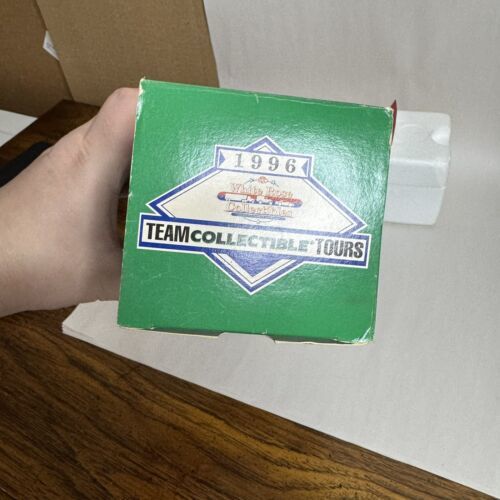 1996
White Rose
Collectibles
TEAM COLLECTIBLE TOURS